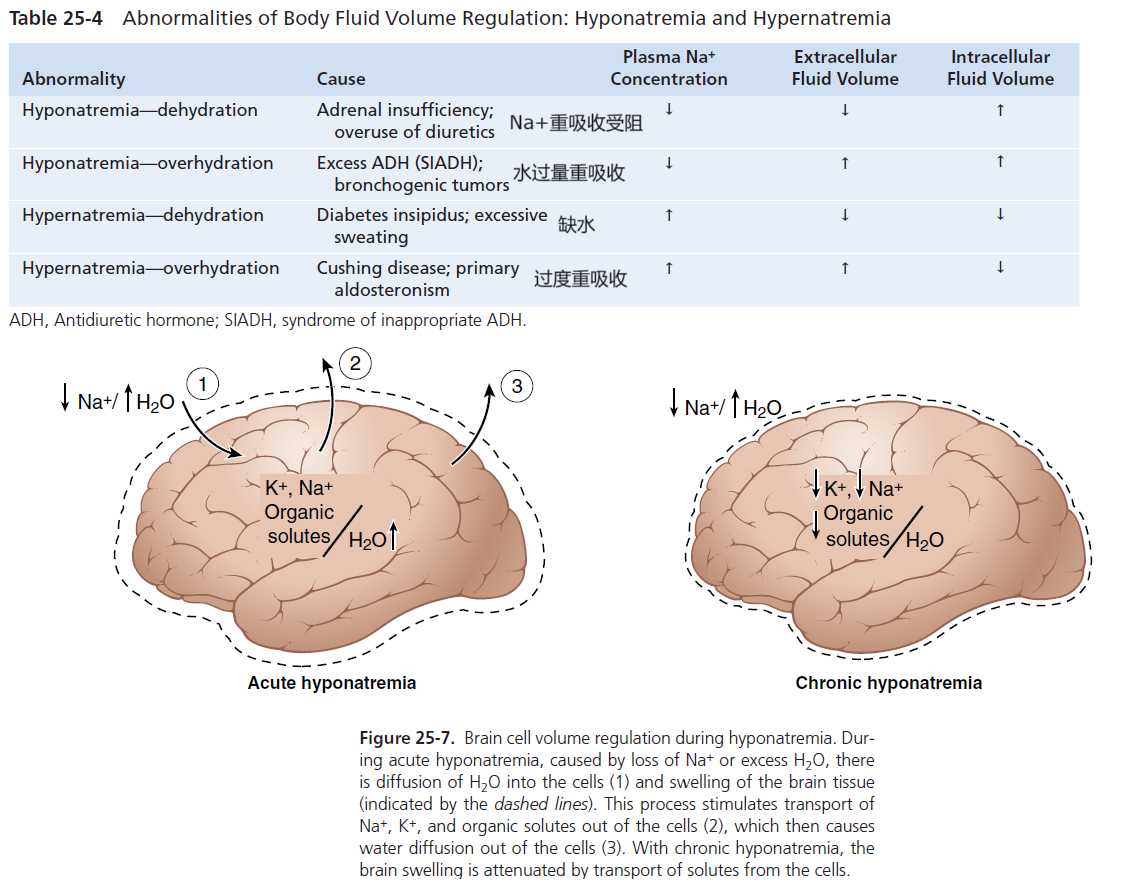 Table 25-4 Abnormalities of Body Fluid Volume Regulation: Hyponatremia and Hypernatremia
Abnormality Cause Plasma Na+ Concentration Extracellular Fluid Volume Intracellular Fluid Volume
Hyponatremia—dehydration Adrenal insufficiency; ↓ ↓ ↑
overuse of diuretics Na+重吸收受阻
Hyponatremia—overhydration Excess ADH (SIADH); ↓ ↑ ↑
bronchogenic tumors 水过量重吸收
Hypernatremia—dehydration Diabetes insipidus; excessive ↑ ↓ ↓
sweating 缺水
Hypernatremia—overhydration Cushing disease; primary ↑ ↑ ↓
aldosteronism 过度重吸收
ADH, Antidiuretic hormone; SIADH, syndrome of inappropriate ADH.
↓ Na+/ ↑ H2O
1
2
3
K+, Na+
Organic
solutes/H2O↑
Acute hyponatremia
↓ Na+/ ↑ H2O
↓K+, ↓Na+
↓Organic
solutes/H2O
Chronic hyponatremia
Figure 25-7. Brain cell volume regulation during hyponatremia. Dur-
ing acute hyponatremia, caused by loss of Na+ or excess H2O, there
is diffusion of H2O into the cells (1) and swelling of the brain tissue
(indicated by the dashed lines). This process stimulates transport of
Na+, K+, and organic solutes out of the cells (2), which then causes
water diffusion out of the cells (3). With chronic hyponatremia, the
brain swelling is attenuated by transport of solutes from the cells.